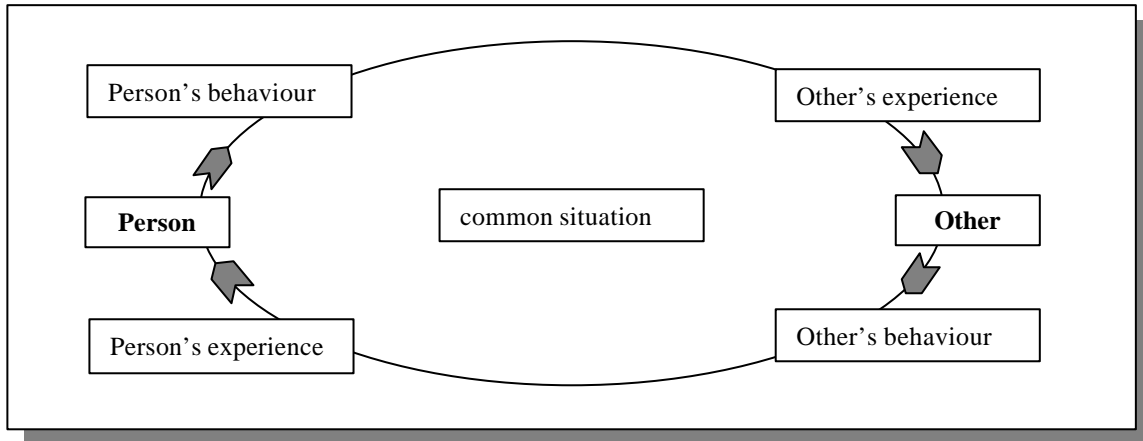 Person’s behaviour
Other’s experience
Person
common situation
Other
Person’s experience
Other’s behaviour